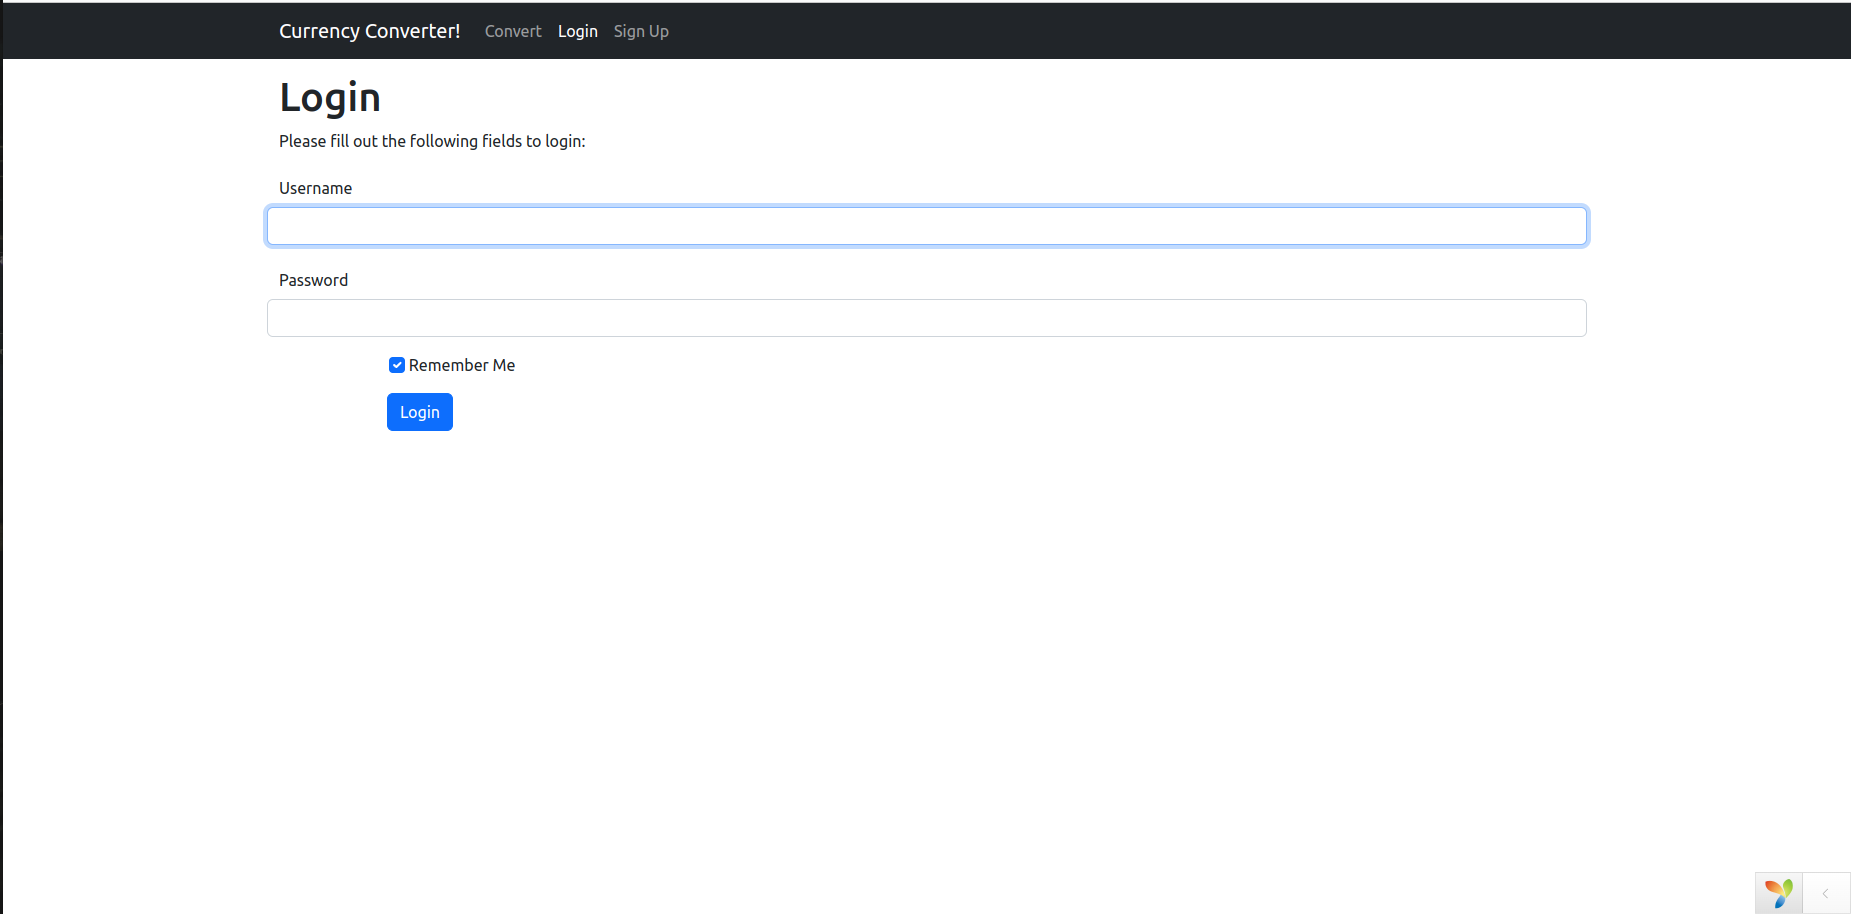 Currency Converter! Convert Login Sign Up
Login
Please fill out the following fields to login:
Username
Password
Remember Me
Login